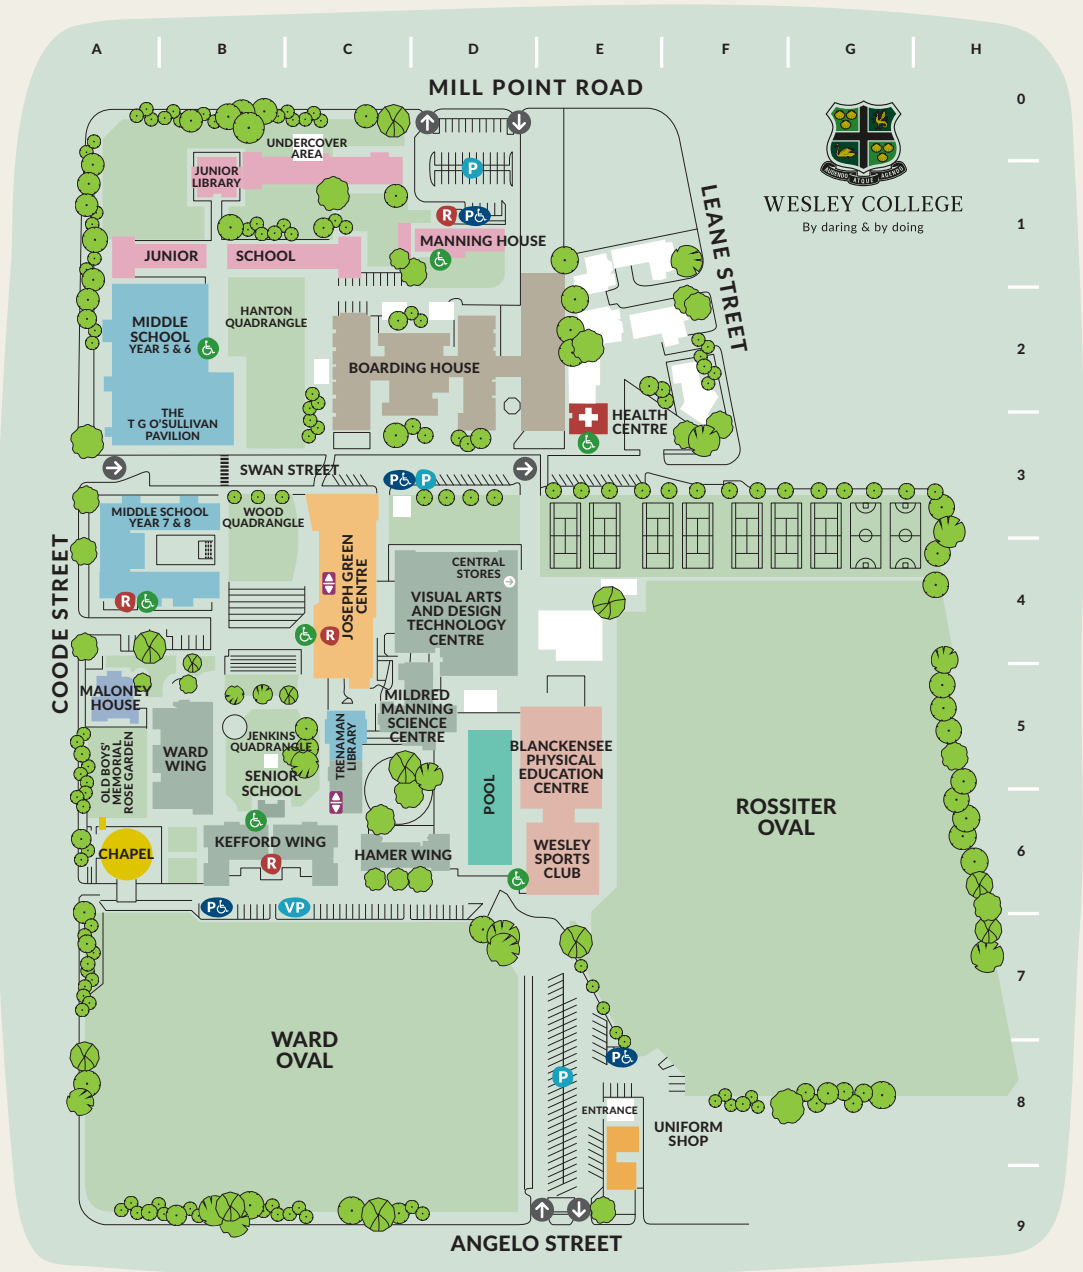 A B C D E F G H
MILL POINT ROAD
0
UNDERCOVER
AREA
JUNIOR
LIBRARY
P
AUDENDO ATQUE AGENDO
WESLEY COLLEGE
By daring & by doing
LEANE STREET
R P
1
MANNING HOUSE
JUNIOR SCHOOL
HANTON
QUADRANGLE
MIDDLE
SCHOOL
YEAR 5 & 6
2
BOARDING HOUSE
THE
T G O'SULLIVAN
PAVILION
HEALTH
CENTRE
SWAN STREET
P P
3
MIDDLE SCHOOL
YEAR 7 & 8
WOOD
QUADRANGLE
COODE STREET
JOSEPH GREEN
CENTRE
CENTRAL
STORES
VISUAL ARTS
AND DESIGN
TECHNOLOGY
CENTRE
4
R
R
MALONEY
HOUSE
MILDRED
MANNING
SCIENCE
CENTRE
5
OLD BOYS'
MEMORIAL
ROSE GARDEN
WARD
WING
JENKINS
QUADRANGLE
SENIOR
SCHOOL
TRENAMAN
LIBRARY
POOL
BLANCKENSEE
PHYSICAL
EDUCATION
CENTRE
ROSSITER
OVAL
CHAPEL
KEFFORD WING
R
HAMER WING
WESLEY
SPORTS
CLUB
6
P VP
7
WARD
OVAL
P
P
8
ENTRANCE
UNIFORM
SHOP
9
ANGELO STREET